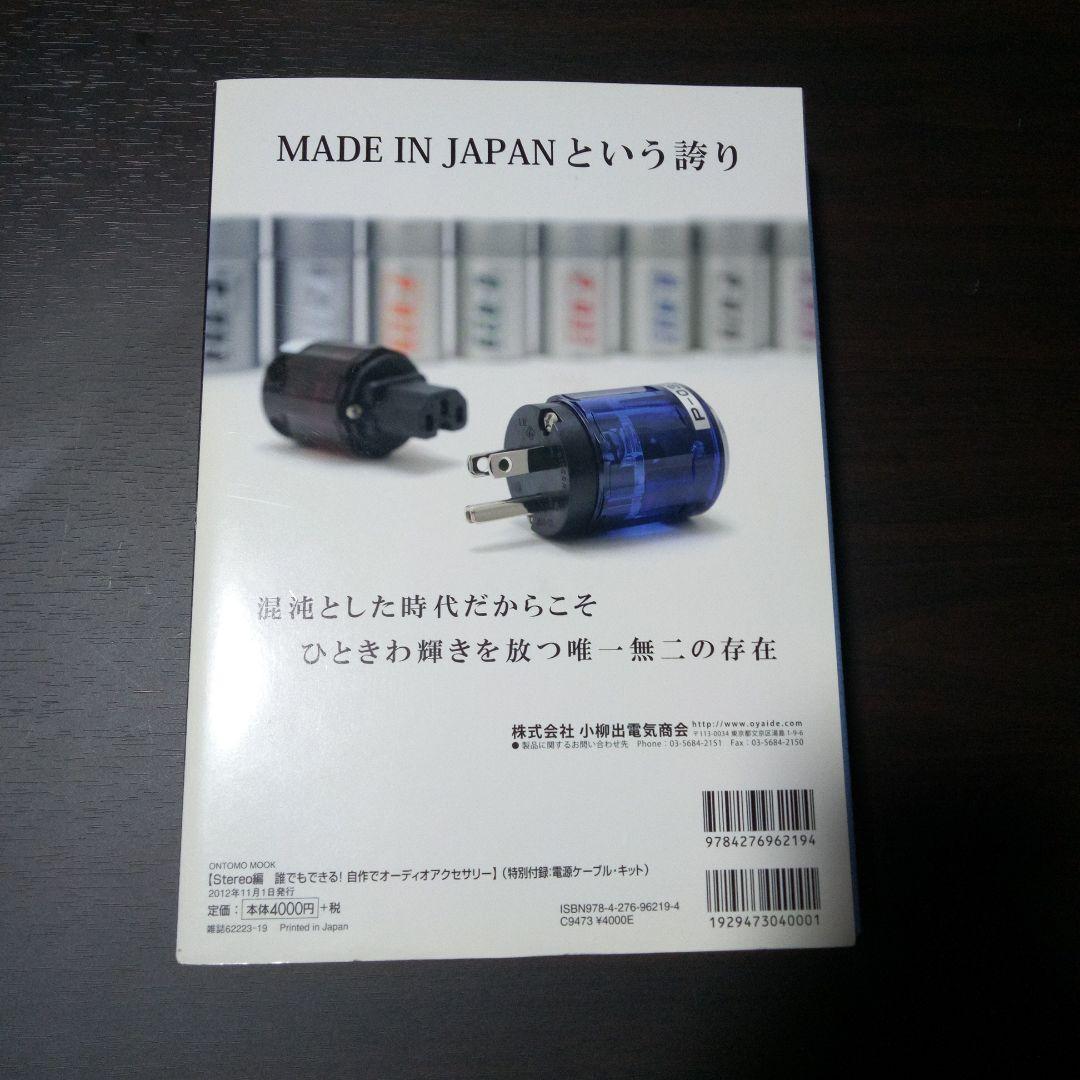 MADE IN JAPANという誇り
P-03
混沌とした時代だからこそ
ひときわ輝きを放つ唯一無二の存在
株式会社 小柳出電気商会 http://www.oyaide.com
〒113-0034 東京都文京区湯島 1-9-6
●製品に関するお問い合わせ先 Phone：03-5684-2151 Fax：03-5684-2150
9784276962194
ONTOMO MOOK
【Stereo編 誰でもできる! 自作でオーディオアクセサリー】（特別付録：電源ケーブル・キット）
2012年11月1日発行
定価：本体4000円+税
雑誌62223-19 Printed in Japan
ISBN978-4-276-96219-4
C9473 ¥4000E
1929473040001